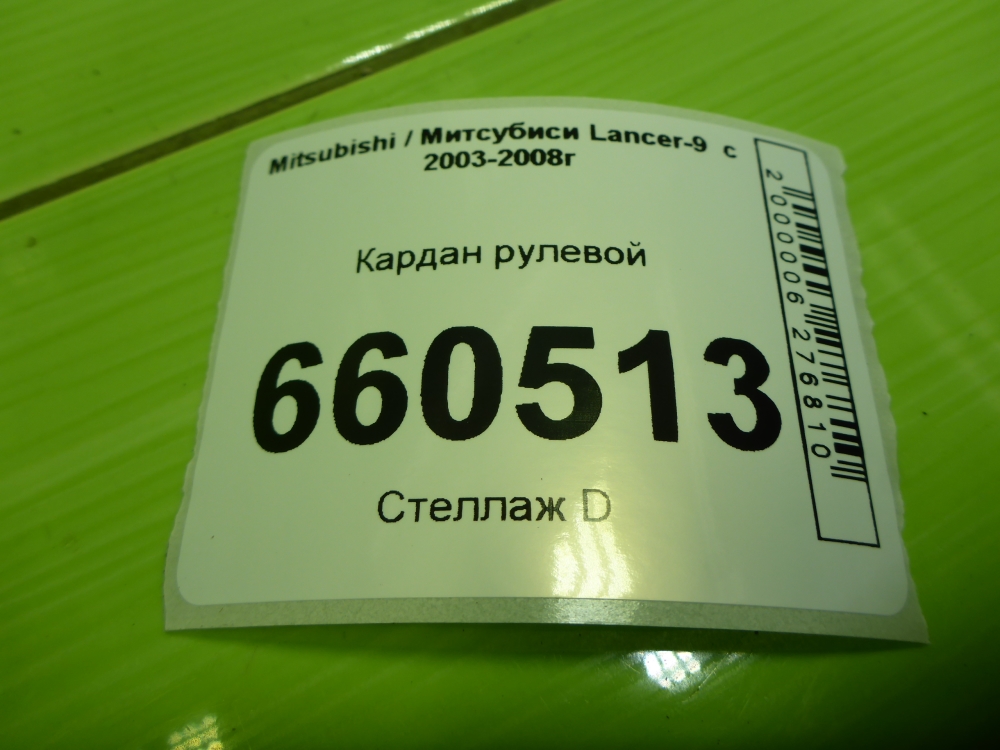 Mitsubishi / Митсубиси Lancer-9 с
2003-2008г
Кардан рулевой
660513
Стеллаж D
2000006276810